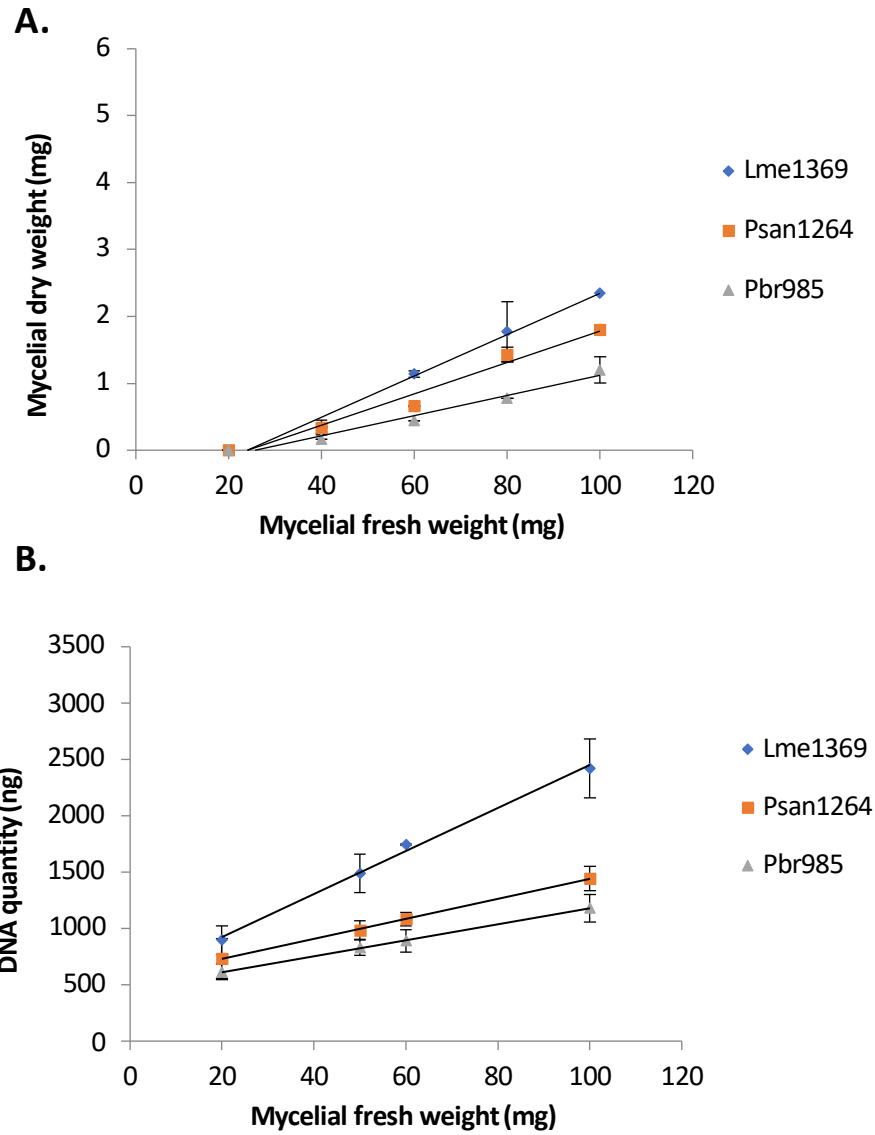 A.
6
5
4
3
2
1
0
0 20 40 60 80 100 120
Mycelial dry weight (mg)
Mycelial fresh weight (mg)
Lme1369
Psan1264
Pbr985
B.
3500
3000
2500
2000
1500
1000
500
0
0 20 40 60 80 100 120
DNA quantity (ng)
Mycelial fresh weight (mg)
Lme1369
Psan1264
Pbr985